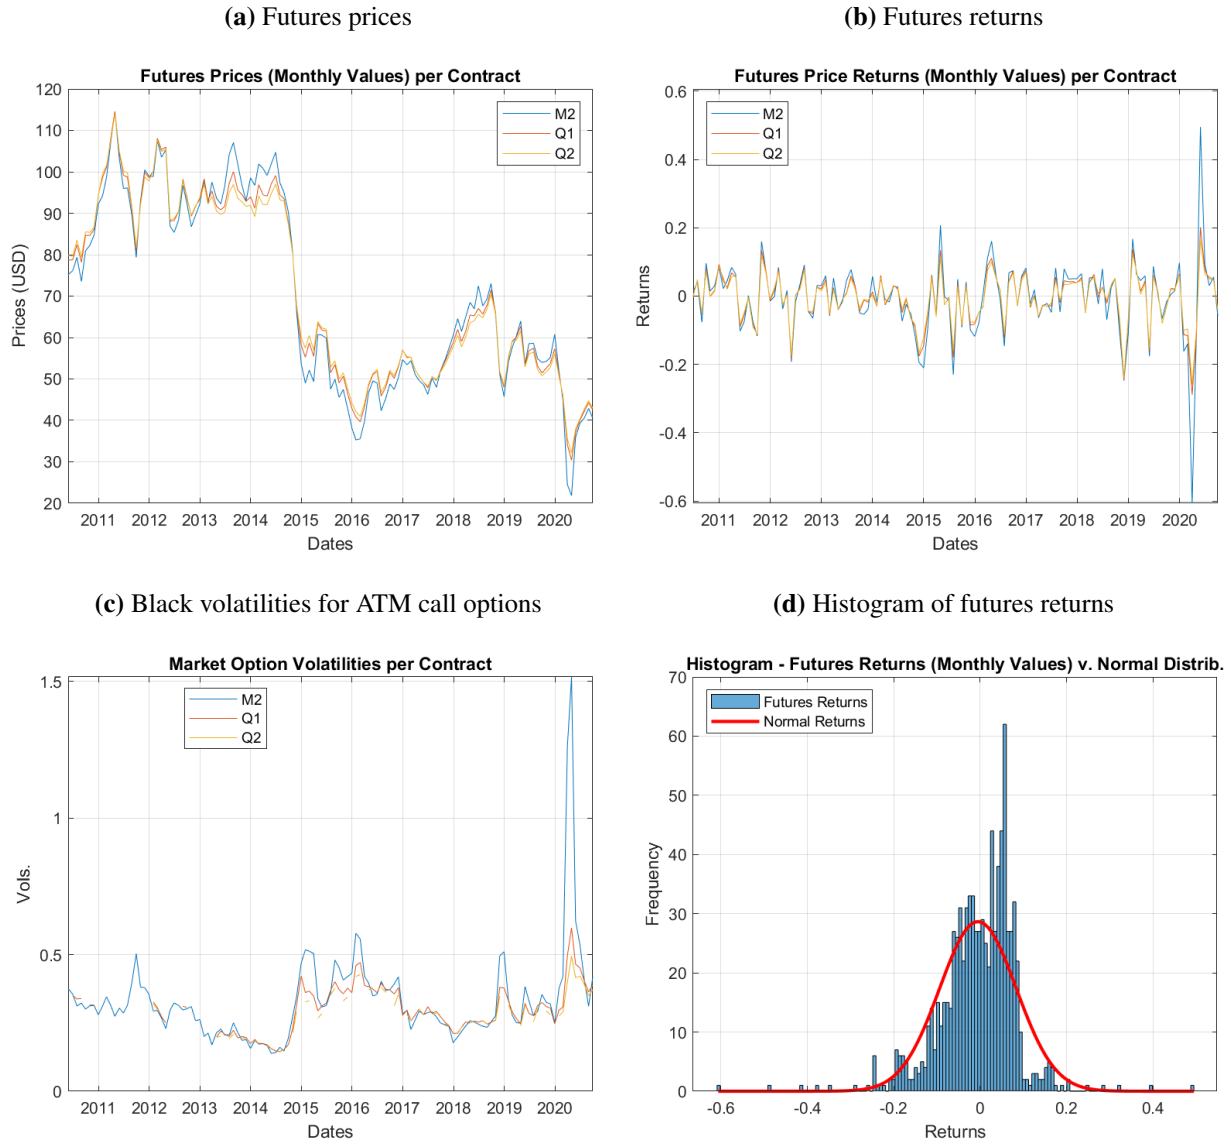 (a) Futures prices
(b) Futures returns
Futures Prices (Monthly Values) per Contract
120
110
100
90
80
70
60
50
40
30
20
Prices (USD)
M2
Q1
Q2
2011 2012 2013 2014 2015 2016 2017 2018 2019 2020
Dates
Futures Price Returns (Monthly Values) per Contract
0.6
0.4
0.2
0
-0.2
-0.4
-0.6
Returns
M2
Q1
Q2
2011 2012 2013 2014 2015 2016 2017 2018 2019 2020
Dates
(c) Black volatilities for ATM call options
(d) Histogram of futures returns
Market Option Volatilities per Contract
1.5
1
0.5
0
Vols.
M2
Q1
Q2
2011 2012 2013 2014 2015 2016 2017 2018 2019 2020
Dates
Histogram - Futures Returns (Monthly Values) v. Normal Distrib.
70
60
50
40
30
20
10
0
Frequency
Futures Returns
Normal Returns
-0.6 -0.4 -0.2 0 0.2 0.4
Returns